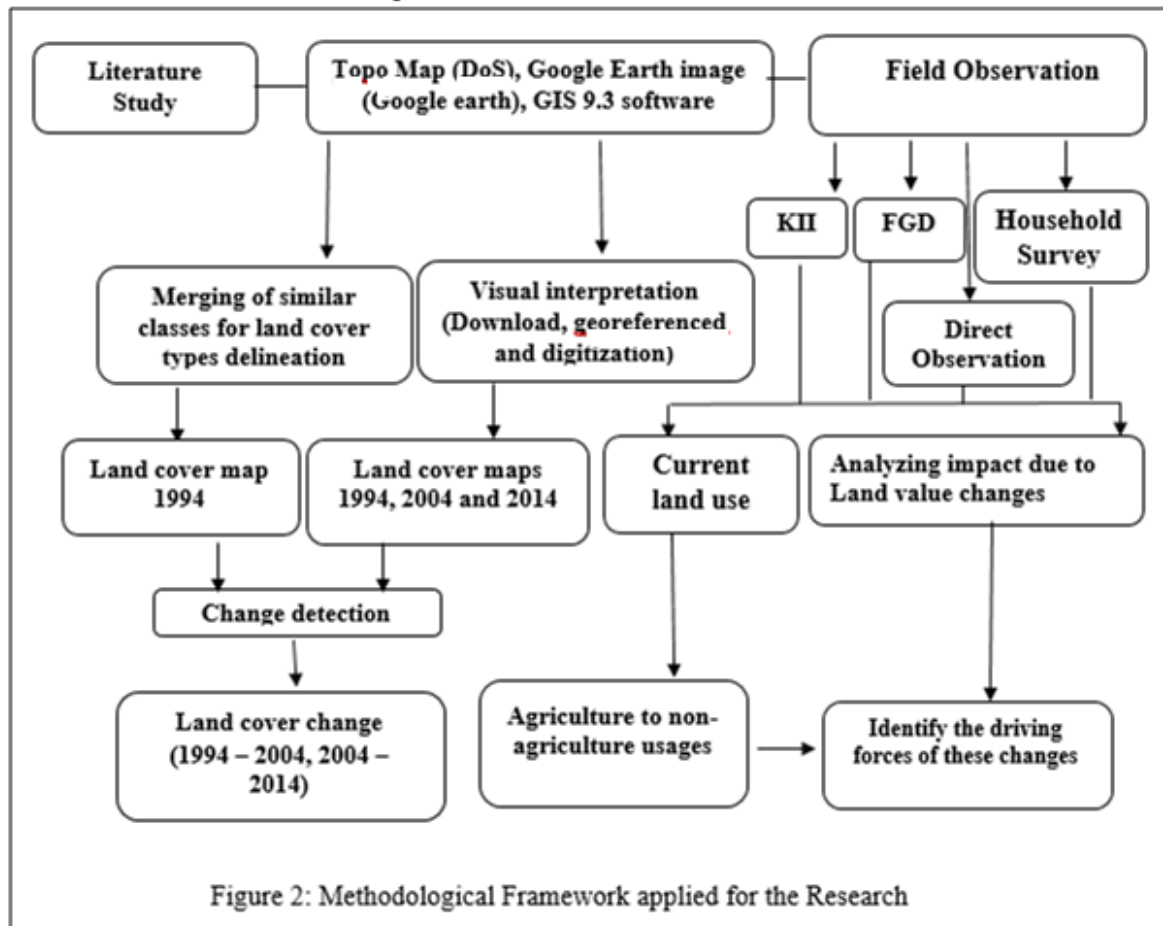 Literature
Study
Topo Map (DoS), Google Earth image
(Google earth), GIS 9.3 software
Field Observation
KII
FGD
Household
Survey
Merging of similar
classes for land cover
types delineation
Visual interpretation
(Download, georeferenced,
and digitization)
Direct
Observation
Land cover map
1994
Land cover maps
1994, 2004 and 2014
Current
land use
Analyzing impact due to
Land value changes
Change detection
Land cover change
(1994 – 2004, 2004 –
2014)
Agriculture to non-
agriculture usages
Identify the driving
forces of these changes
Figure 2: Methodological Framework applied for the Research